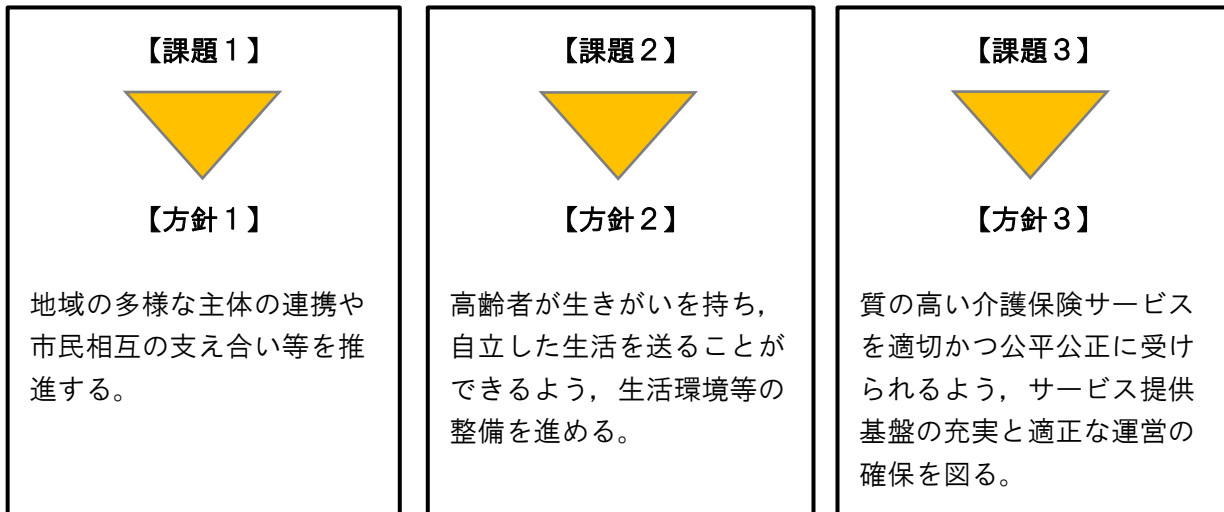 【課題１】
【方針１】
地域の多様な主体の連携や
市民相互の支え合い等を推
進する。
【課題２】
【方針２】
高齢者が生きがいを持ち，
自立した生活を送ることが
できるよう，生活環境等の
整備を進める。
【課題３】
【方針３】
質の高い介護保険サービス
を適切かつ公平公正に受け
られるよう，サービス提供
基盤の充実と適正な運営の
確保を図る。